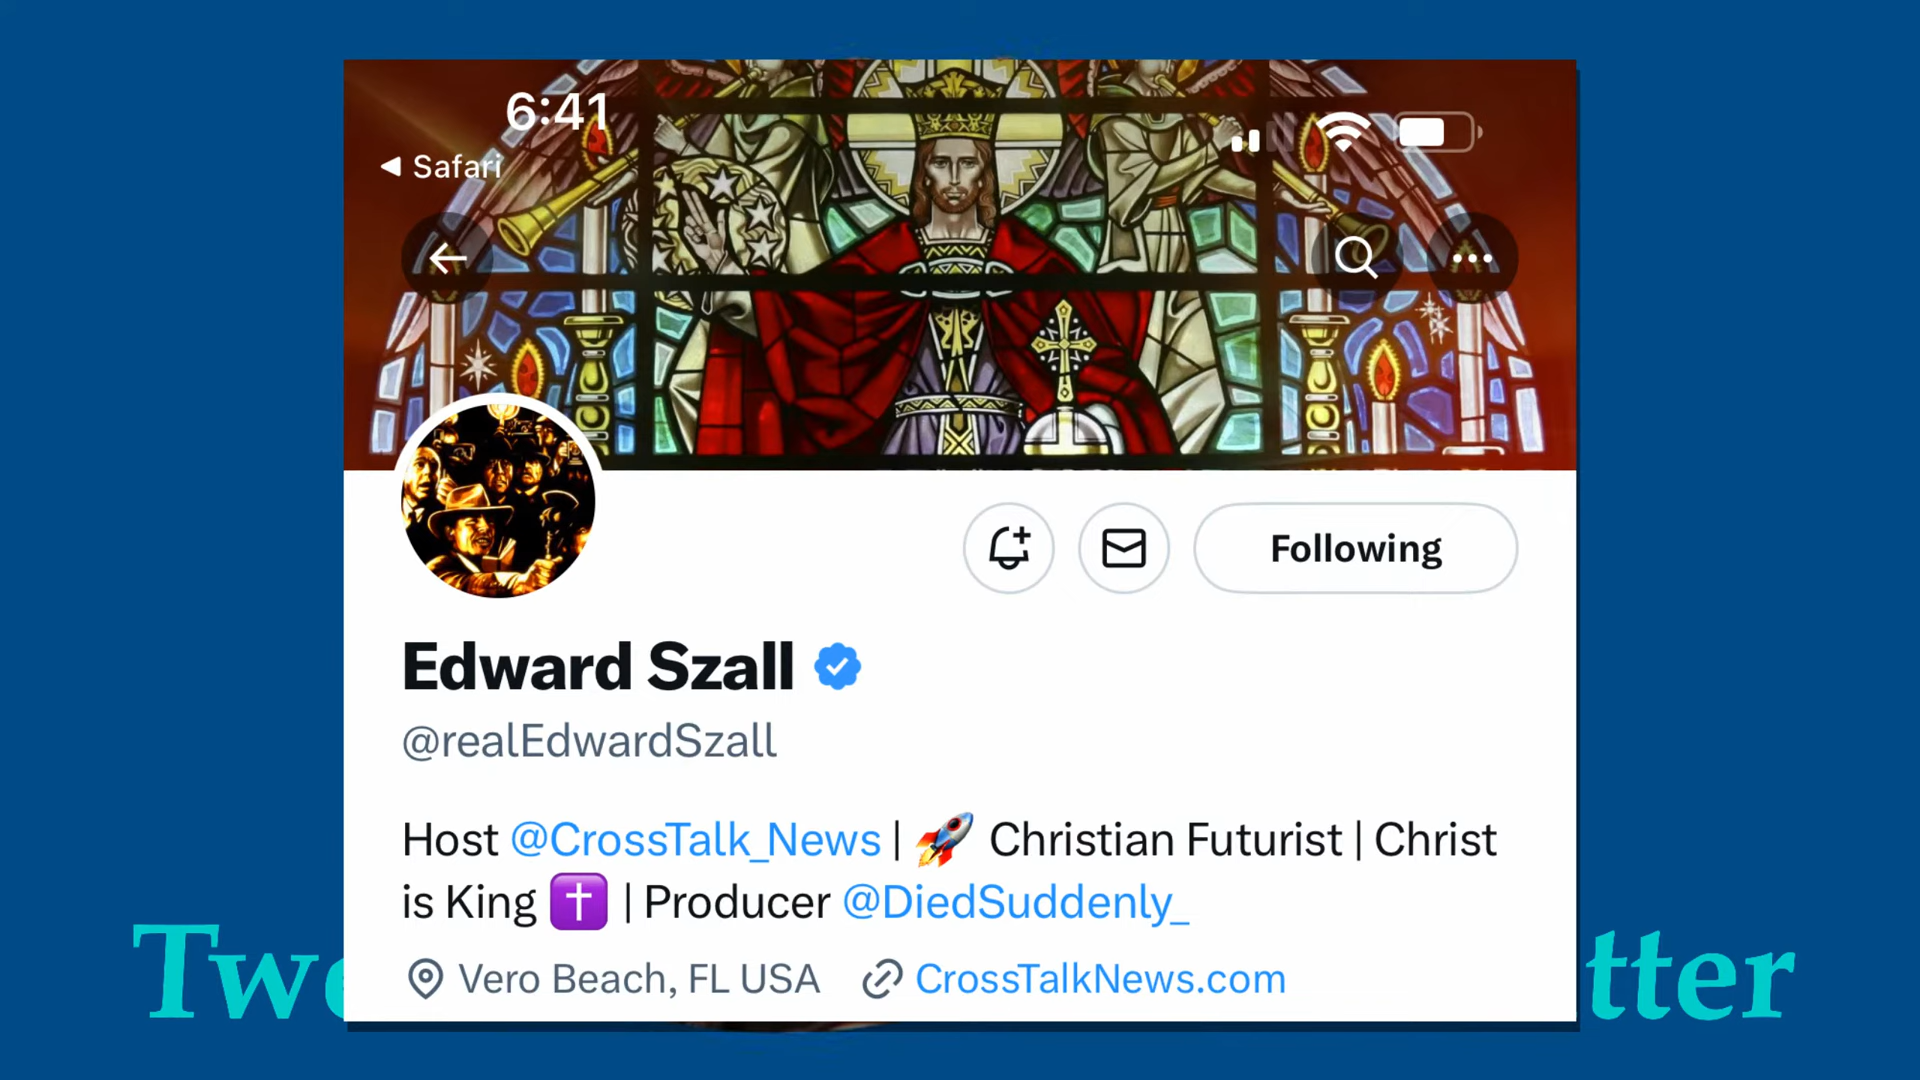 6:41
Safari
Following
Edward Szall
@realEdwardSzall
Host @CrossTalk_News | 🚀 Christian Futurist | Christ
is King ✝️ | Producer @DiedSuddenly_
Vero Beach, FL USA CrossTalkNews.com
Twe tter